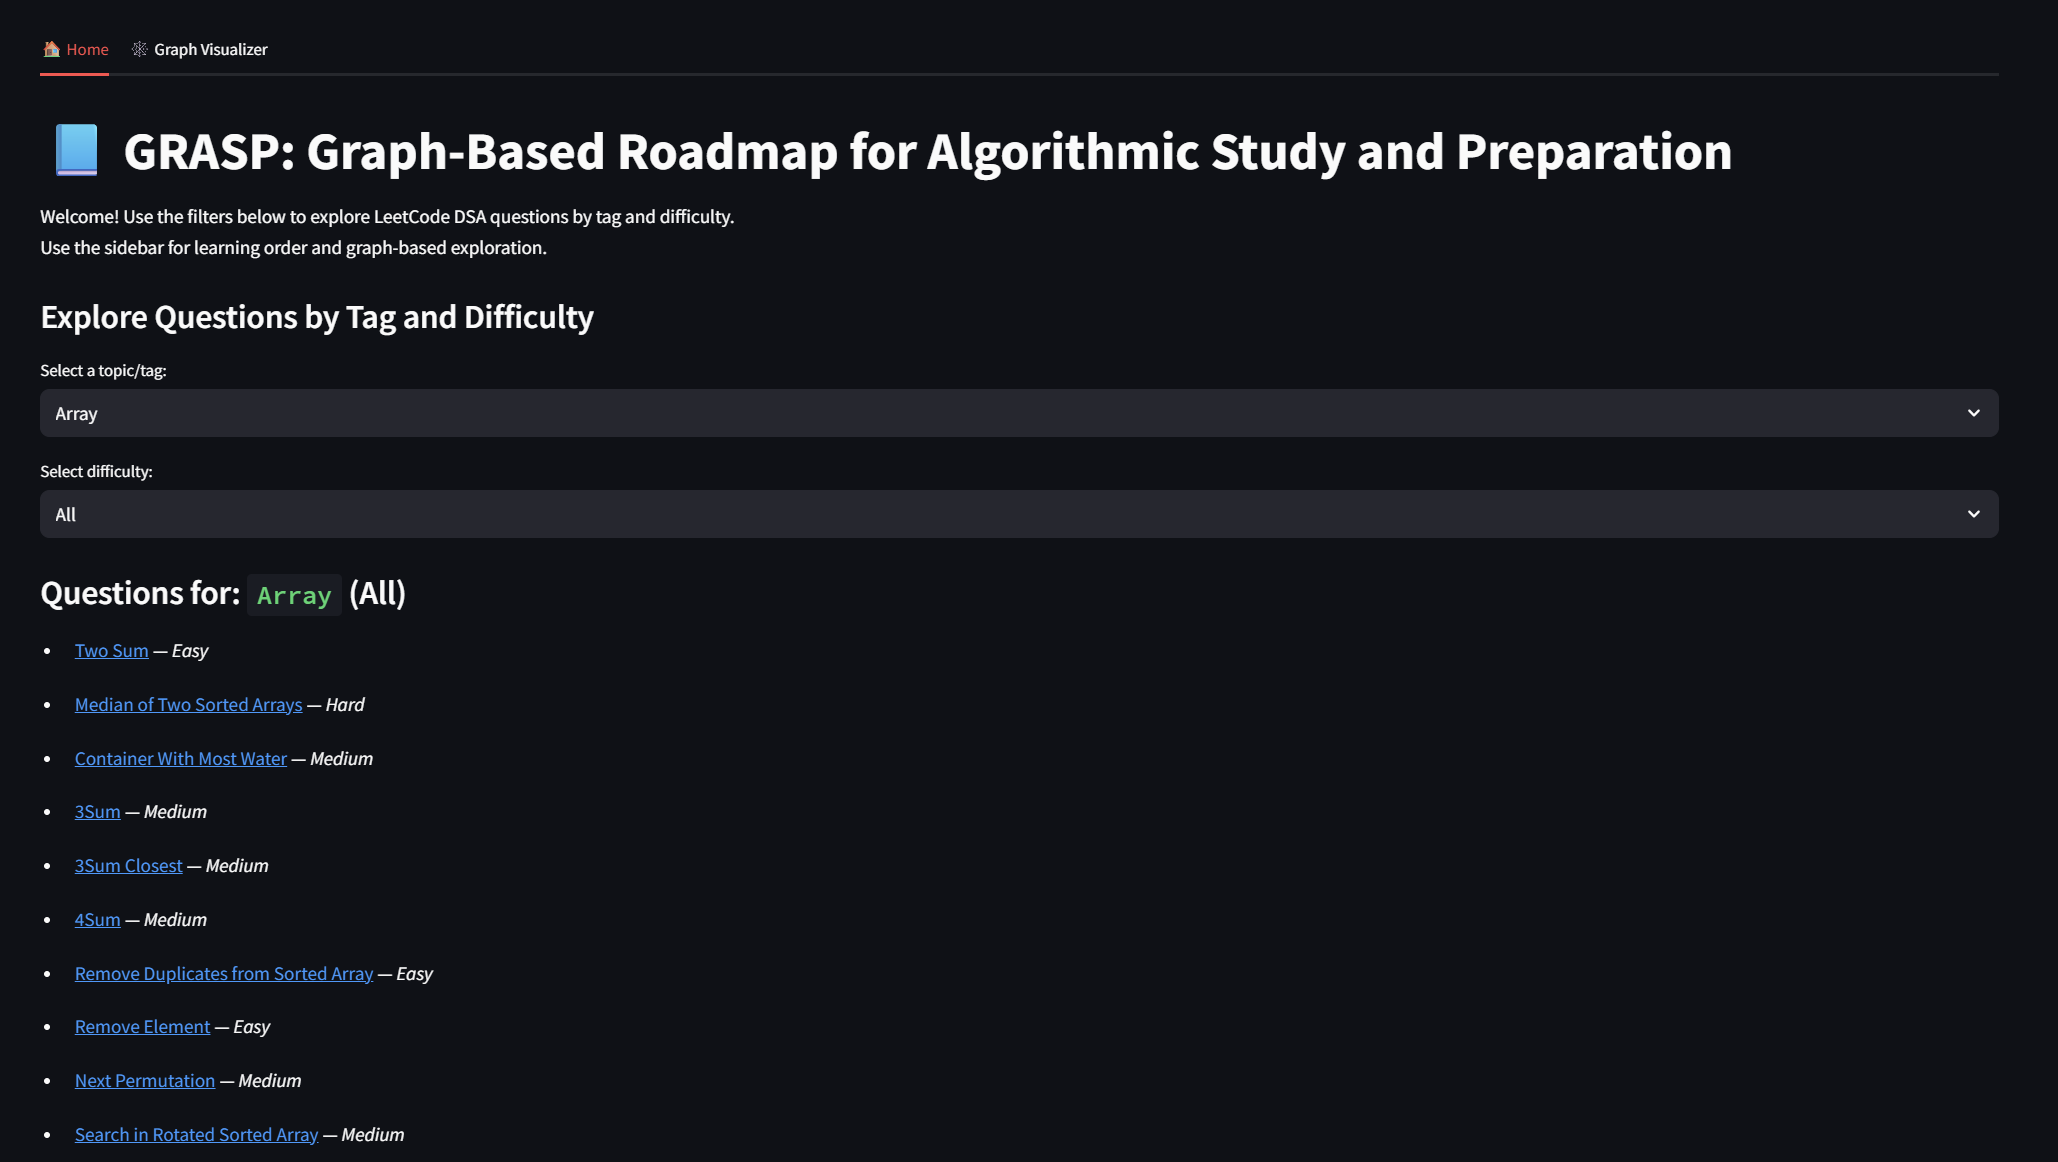 Home Graph Visualizer
GRASP: Graph-Based Roadmap for Algorithmic Study and Preparation
Welcome! Use the filters below to explore LeetCode DSA questions by tag and difficulty.
Use the sidebar for learning order and graph-based exploration.
Explore Questions by Tag and Difficulty
Select a topic/tag:
Array
Select difficulty:
All
Questions for: Array (All)
• Two Sum — Easy
• Median of Two Sorted Arrays — Hard
• Container With Most Water — Medium
• 3Sum — Medium
• 3Sum Closest — Medium
• 4Sum — Medium
• Remove Duplicates from Sorted Array — Easy
• Remove Element — Easy
• Next Permutation — Medium
• Search in Rotated Sorted Array — Medium